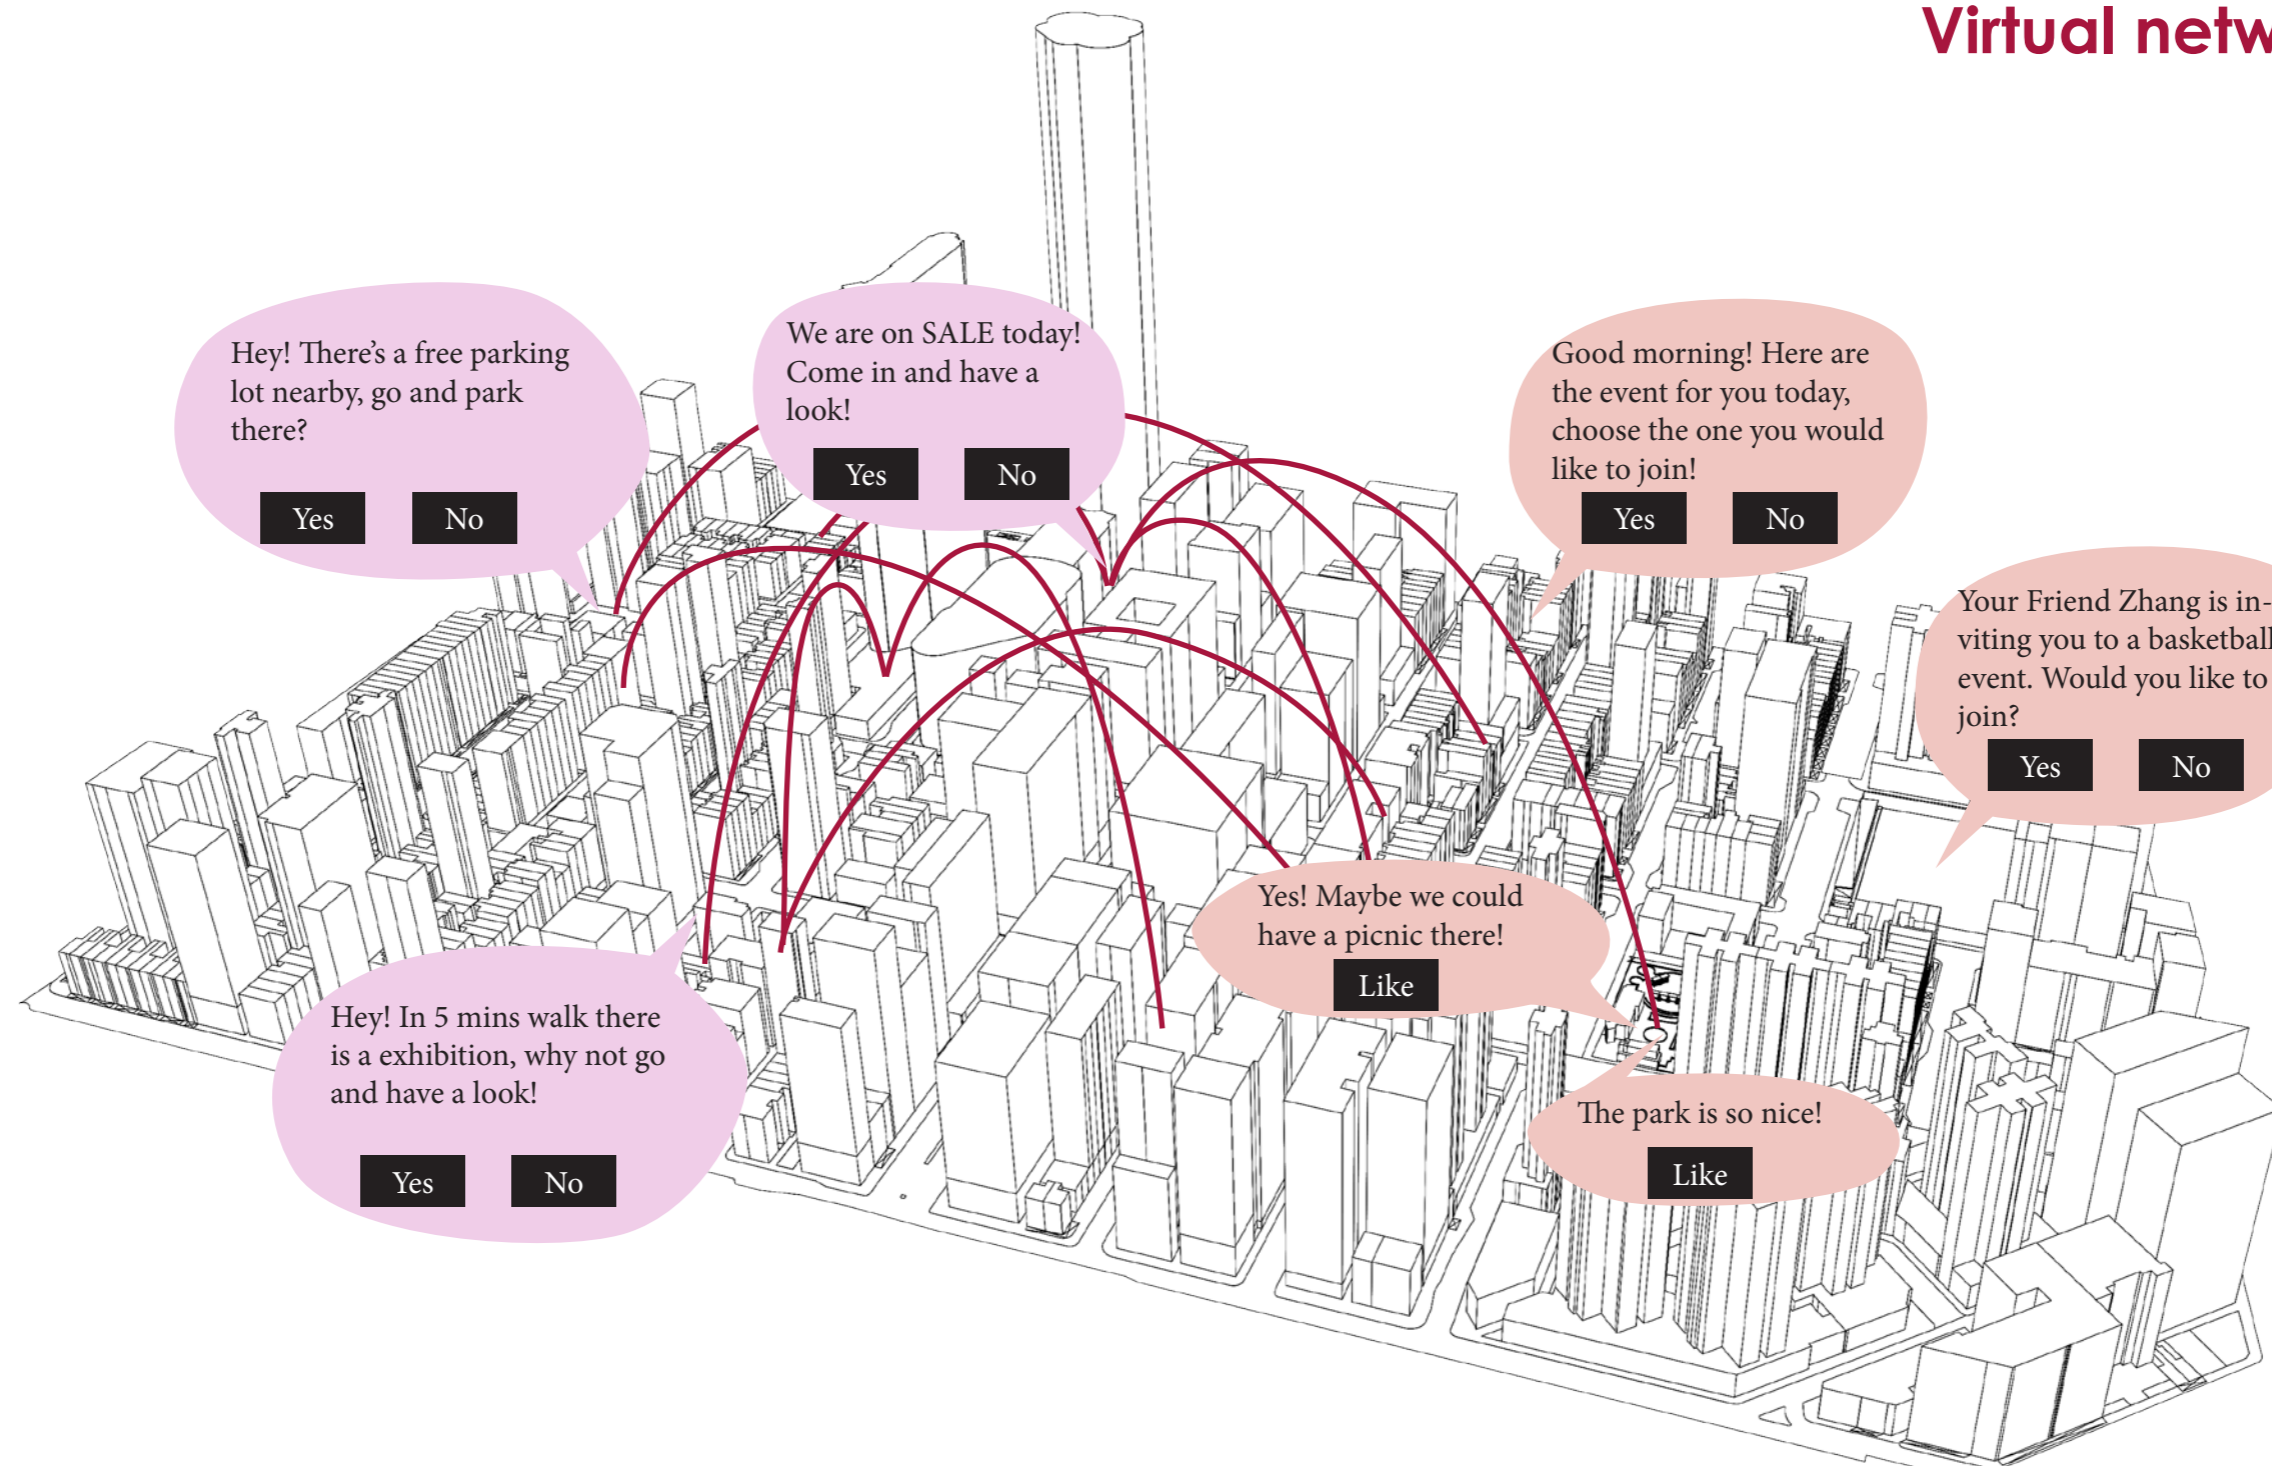 Virtual netw
Hey! There's a free parking
lot nearby, go and park
there?
Yes No
We are on SALE today!
Come in and have a
look!
Yes No
Good morning! Here are
the event for you today,
choose the one you would
like to join!
Yes No
Your Friend Zhang is in-
viting you to a basketball
event. Would you like to
join?
Yes No
Yes! Maybe we could
have a picnic there!
Like
Hey! In 5 mins walk there
is a exhibition, why not go
and have a look!
Yes No
The park is so nice!
Like